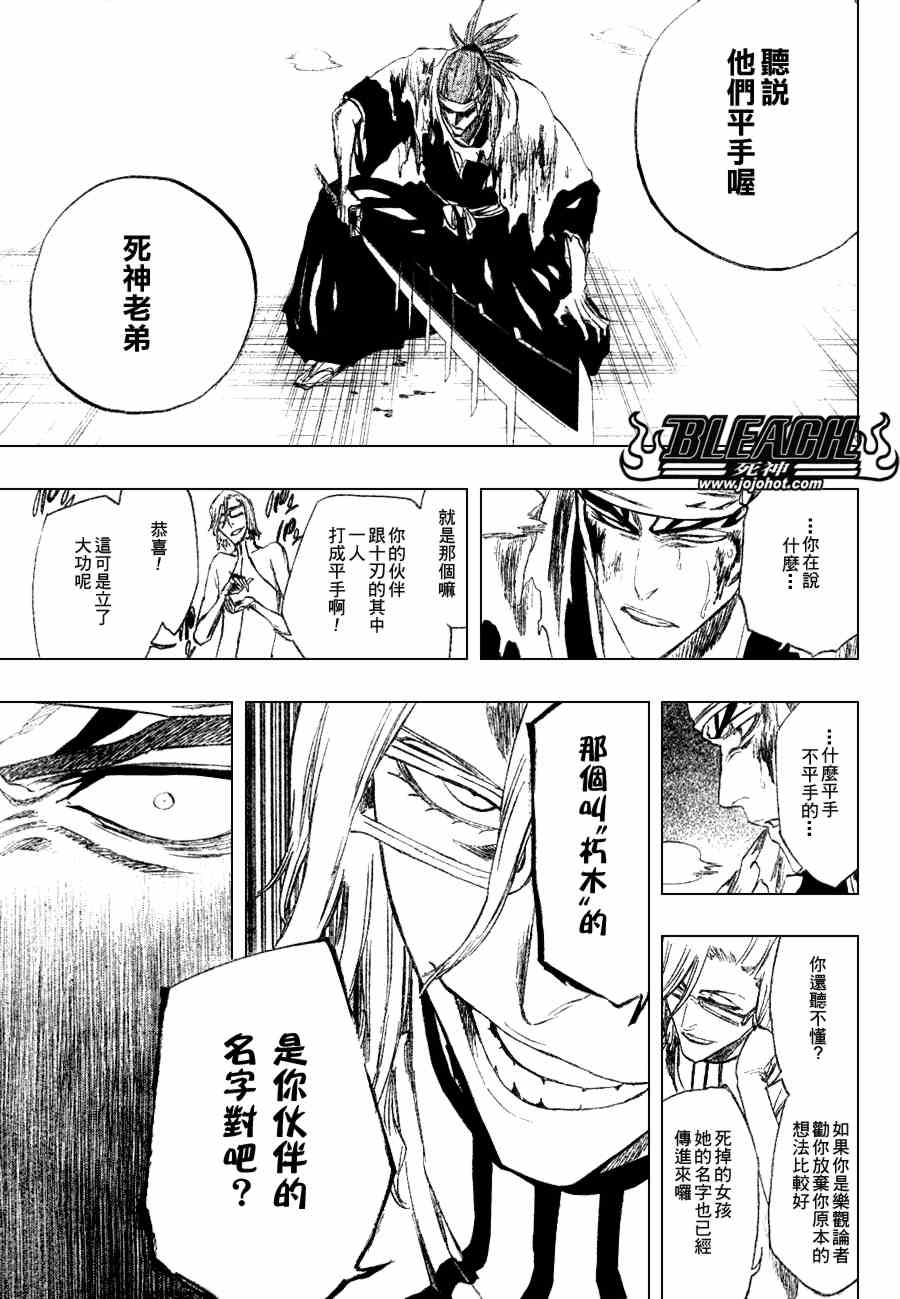 聽説
他們平手喔
死神老弟
BLEACH
死神
www.jojohot.com
…你在說
什麼…
就是那個嘛
你的伙伴
跟十刃的其中
一人
打成平手啊！
恭喜！
這可是立了
大功呢
…什麼平手
不平手的…
你還聽不懂？
如果你是樂觀論者
勸你放棄你原本的
想法比較好
死掉的女孩
她的名字也已經
傳進來囉
那個叫〝朽木〞的
是你伙伴的
名字對吧？